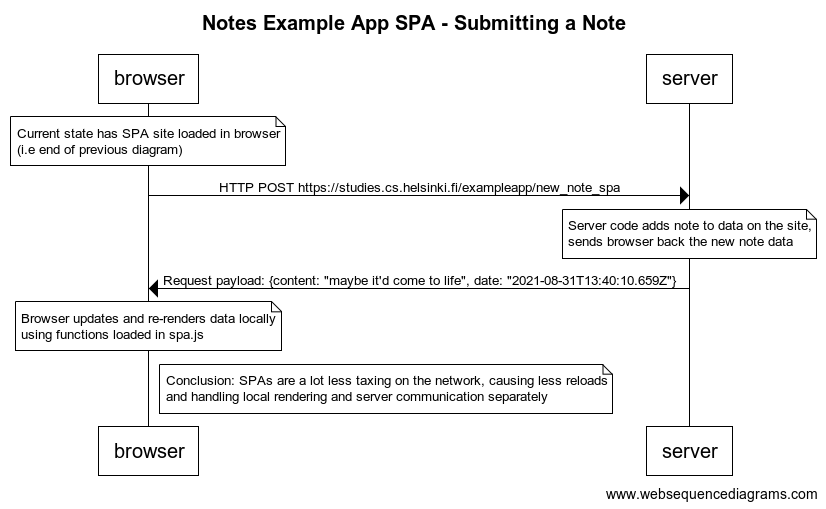 Notes Example App SPA - Submitting a Note
browser
server
Current state has SPA site loaded in browser
(i.e end of previous diagram)
HTTP POST https://studies.cs.helsinki.fi/exampleapp/new_note_spa
Server code adds note to data on the site,
sends browser back the new note data
Request payload: {content: "maybe it'd come to life", date: "2021-08-31T13:40:10.659Z"}
Browser updates and re-renders data locally
using functions loaded in spa.js
Conclusion: SPAs are a lot less taxing on the network, causing less reloads
and handling local rendering and server communication separately
browser
server
www.websequencediagrams.com